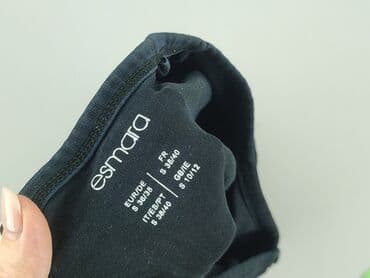 esmara
EUR/DE
S 36/38
FR
S 38/40
IT/ES/PT
S 38/40
GB/IE
S 10/12